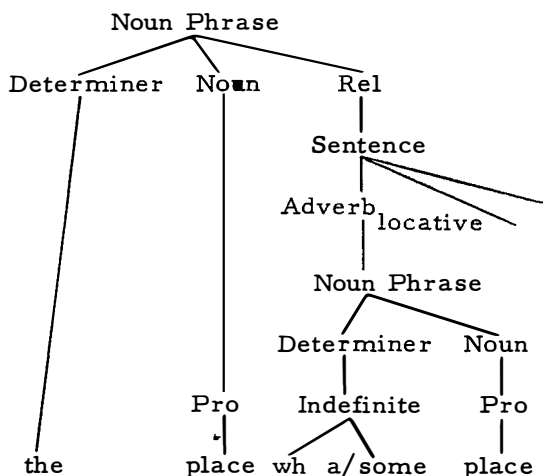 Noun Phrase
Determiner Noun Rel
Sentence
Adverb locative
Noun Phrase
Determiner Noun
Pro Indefinite Pro
the place wh a/some place